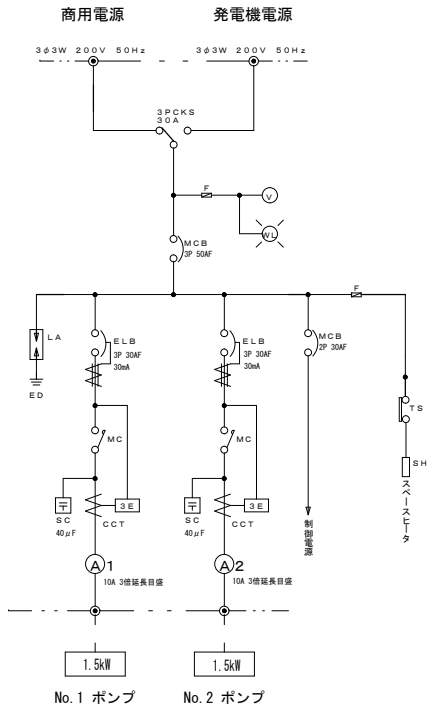 商用電源 発電機電源
3φ3W 200V 50Hz 3φ3W 200V 50Hz
3PCKS
30A
F
V
WL
MCB
3P 50AF
F
LA
ELB
3P 30AF
30mA
ELB
3P 30AF
30mA
MCB
2P 30AF
ED
TS
MC MC
SH
スペースヒータ
SC
40μF
3E
CCT
SC
40μF
3E
CCT
制御電源
A1
10A 3倍延長目盛
A2
10A 3倍延長目盛
1.5kW 1.5kW
No.1 ポンプ No.2 ポンプ